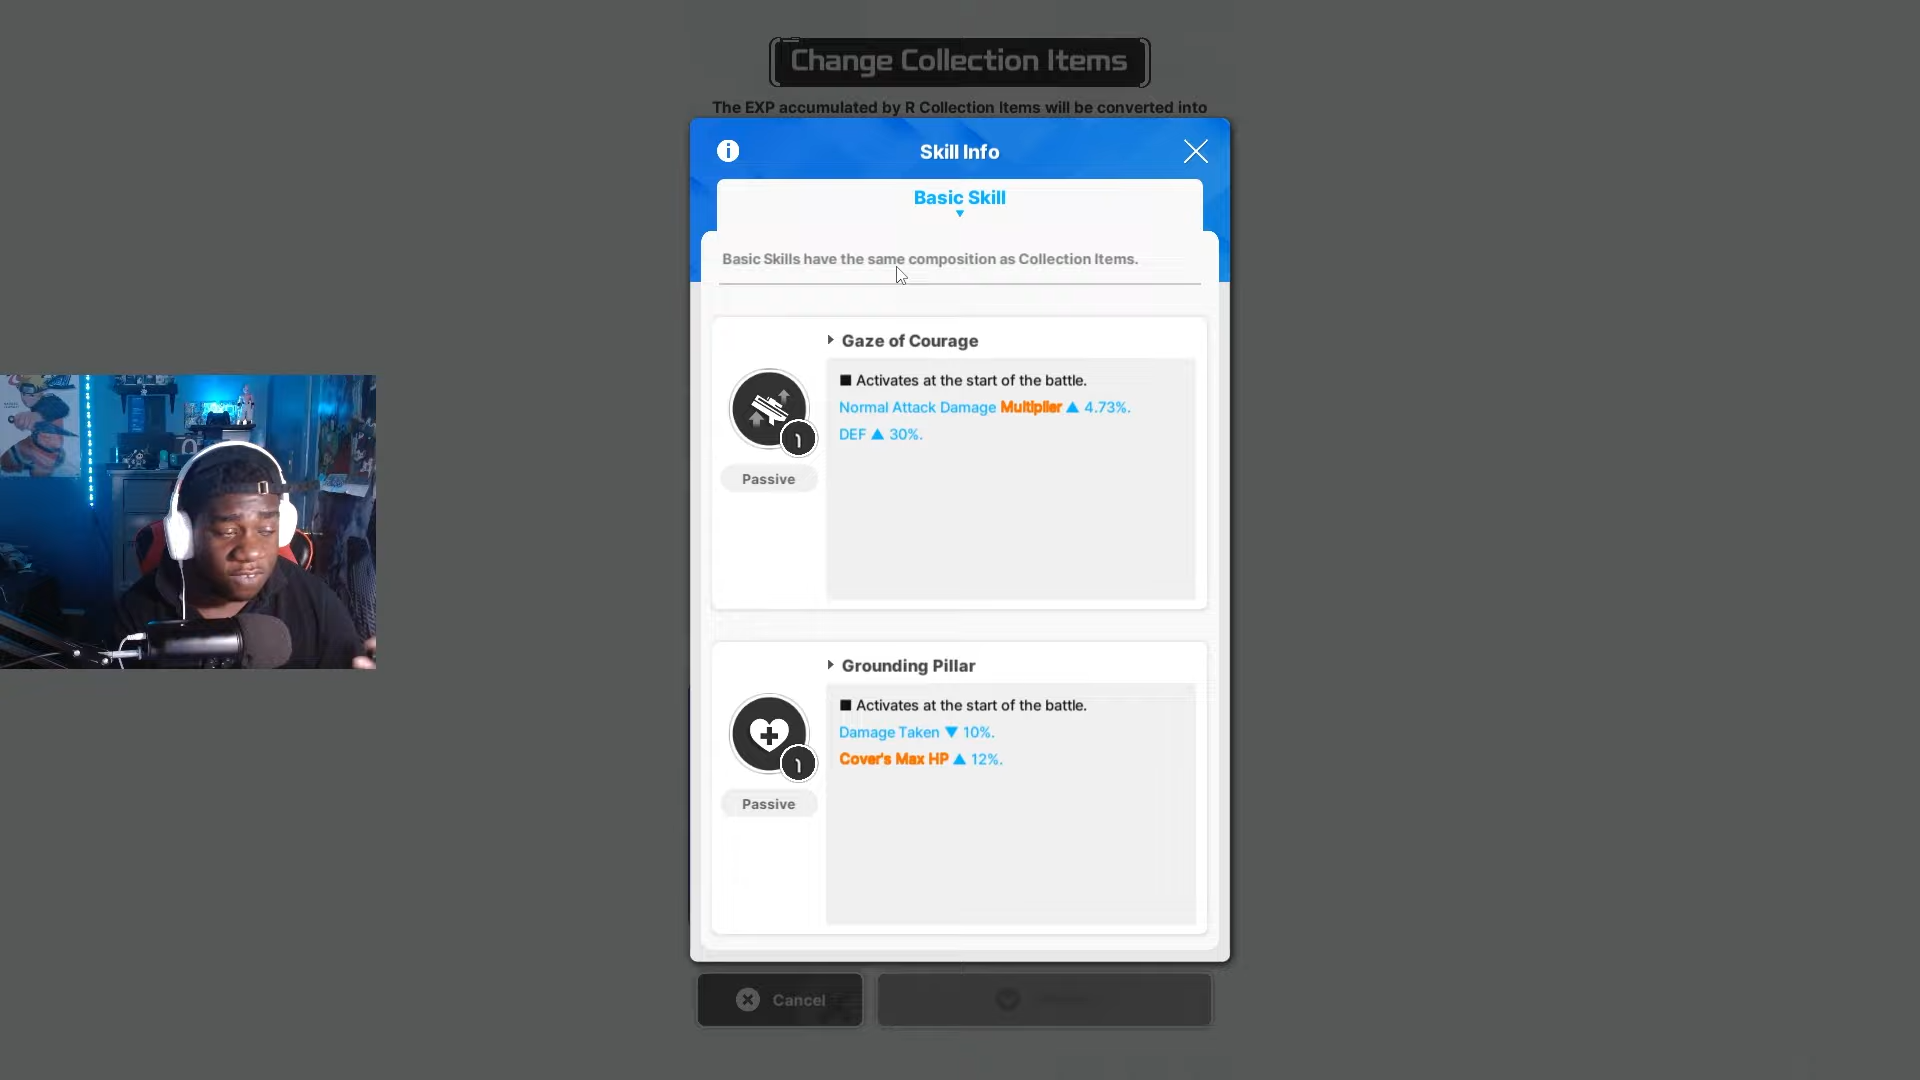 Change Collection Items
The EXP accumulated by R Collection Items will be converted into
Skill Info
Basic Skill
Basic Skills have the same composition as Collection Items.
Gaze of Courage
■ Activates at the start of the battle.
Normal Attack Damage Multiplier ▲ 4.73%.
DEF ▲ 30%.
1
Passive
Grounding Pillar
■ Activates at the start of the battle.
Damage Taken ▼ 10%.
Cover's Max HP ▲ 12%.
1
Passive
Cancel